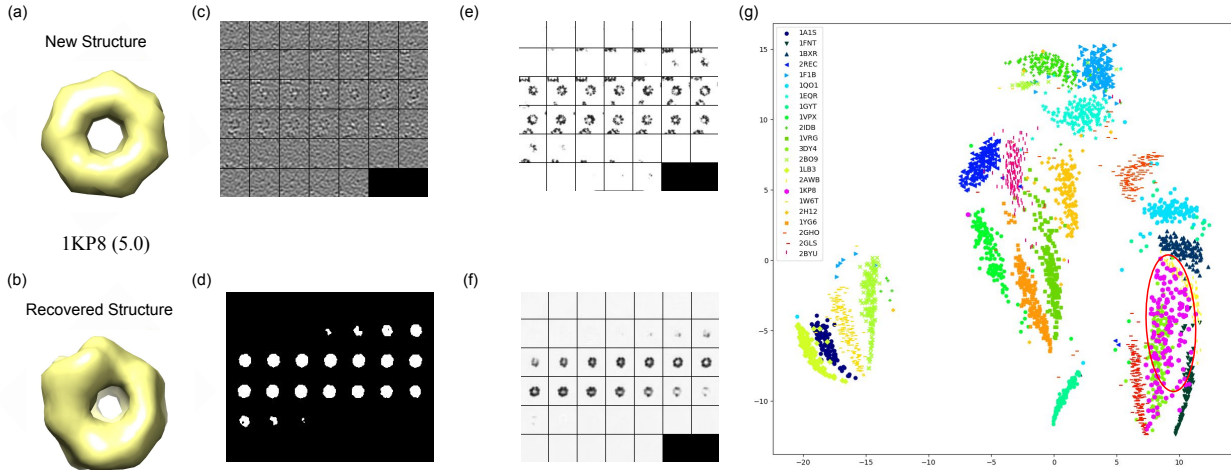 (a)
New Structure
1KP8 (5.0)
(b)
Recovered Structure
(c)
(d)
(e)
(f)
(g)
1A1S
1FNT
1BXR
2REC
1F1B
1QO1
1EQR
1GYT
1VPX
2IDB
1VRG
3DY4
2BO9
1LB3
2AWB
1KP8
1W6T
2H12
1YG6
2GHO
2GLS
2BYU
15
10
5
0
−5
−10
−20
−15
−10
−5
0
5
10